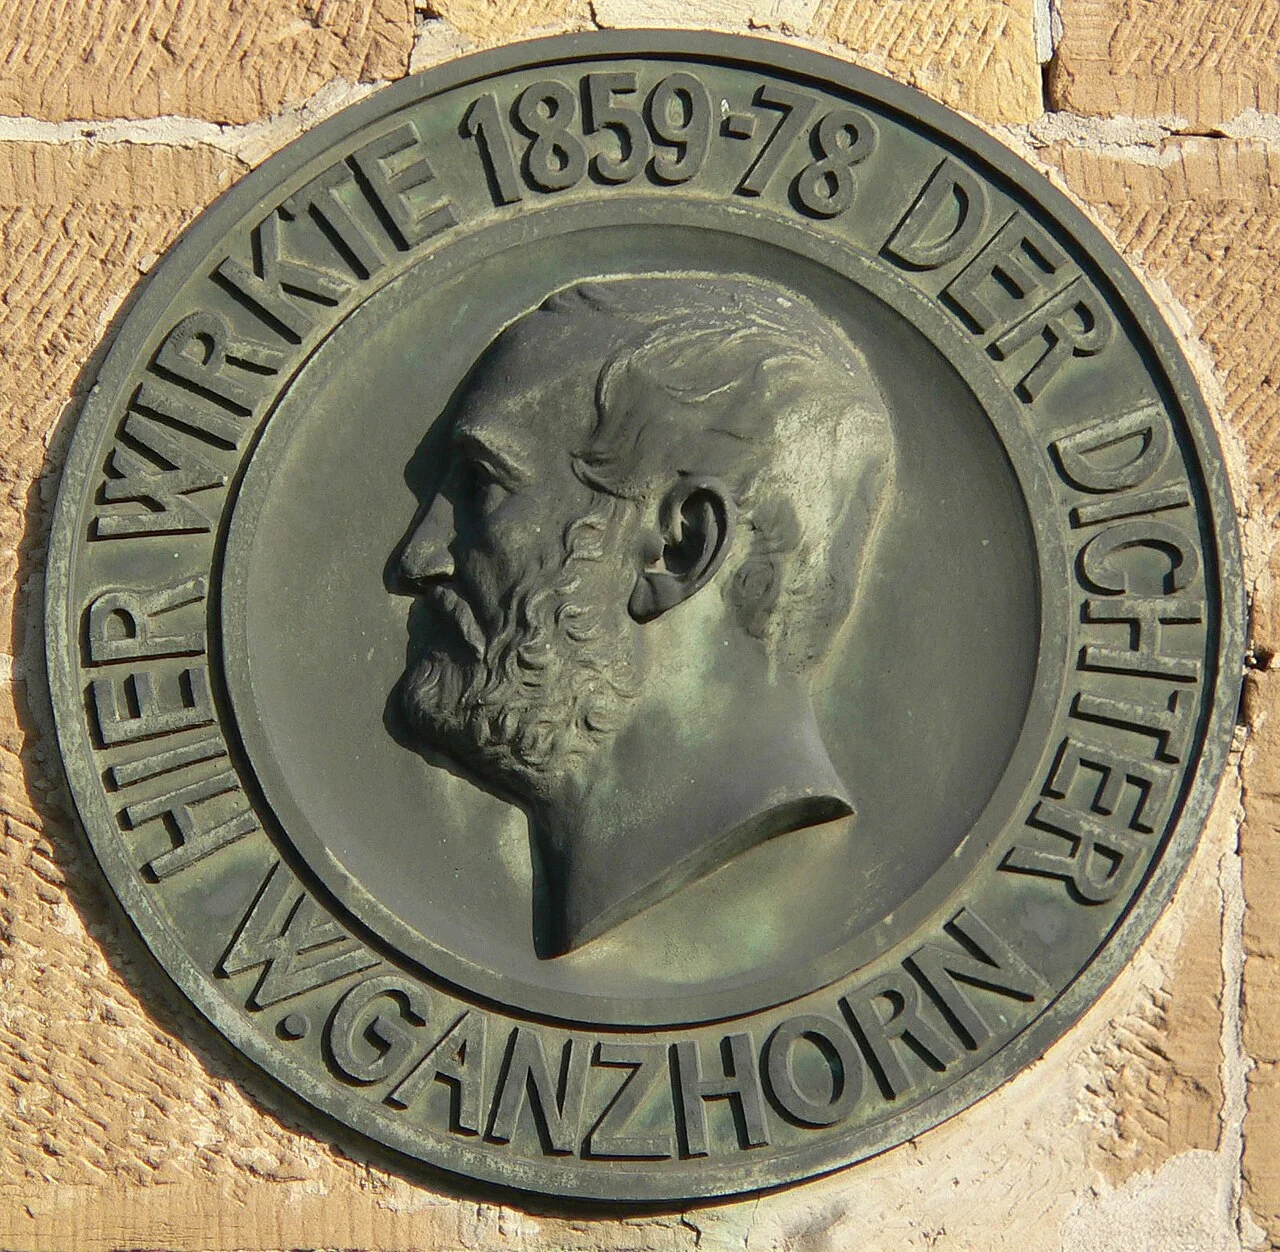 HIER WIRKTE 1859-78 DER DICHTER
W. GANZHORN